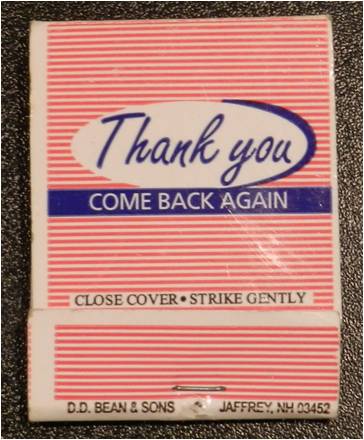 Thank you
COME BACK AGAIN
CLOSE COVER • STRIKE GENTLY
D.D. BEAN & SONS JAFFREY, NH 03452